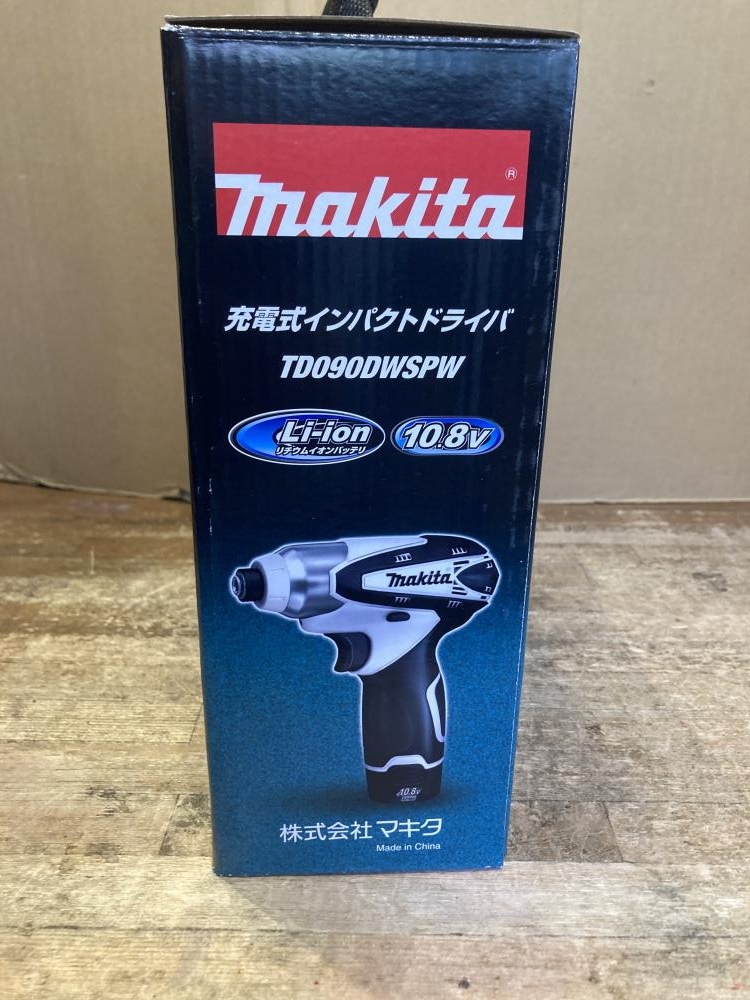 makita®
充電式インパクトドライバ
TD090DWSPW
Li-ion
リチウムイオンバッテリ
10.8V
makita
10.8V
株式会社マキタ
Made in China